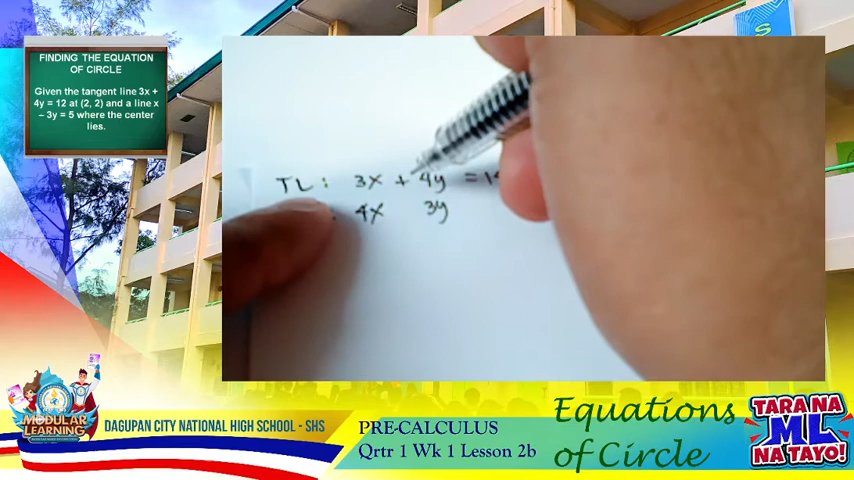 FINDING THE EQUATION
OF CIRCLE
Given the tangent line 3x +
4y = 12 at (2, 2) and a line x
– 3y = 5 where the center
lies.
S
TL : 3x + 4y = 14
4x 3y
MODULAR
LEARNING
DAGUPAN CITY NATIONAL HIGH SCHOOL - SHS
PRE-CALCULUS
Qrtr 1 Wk 1 Lesson 2b
Equations
of Circle
TARA NA
ML
NA TAYO!